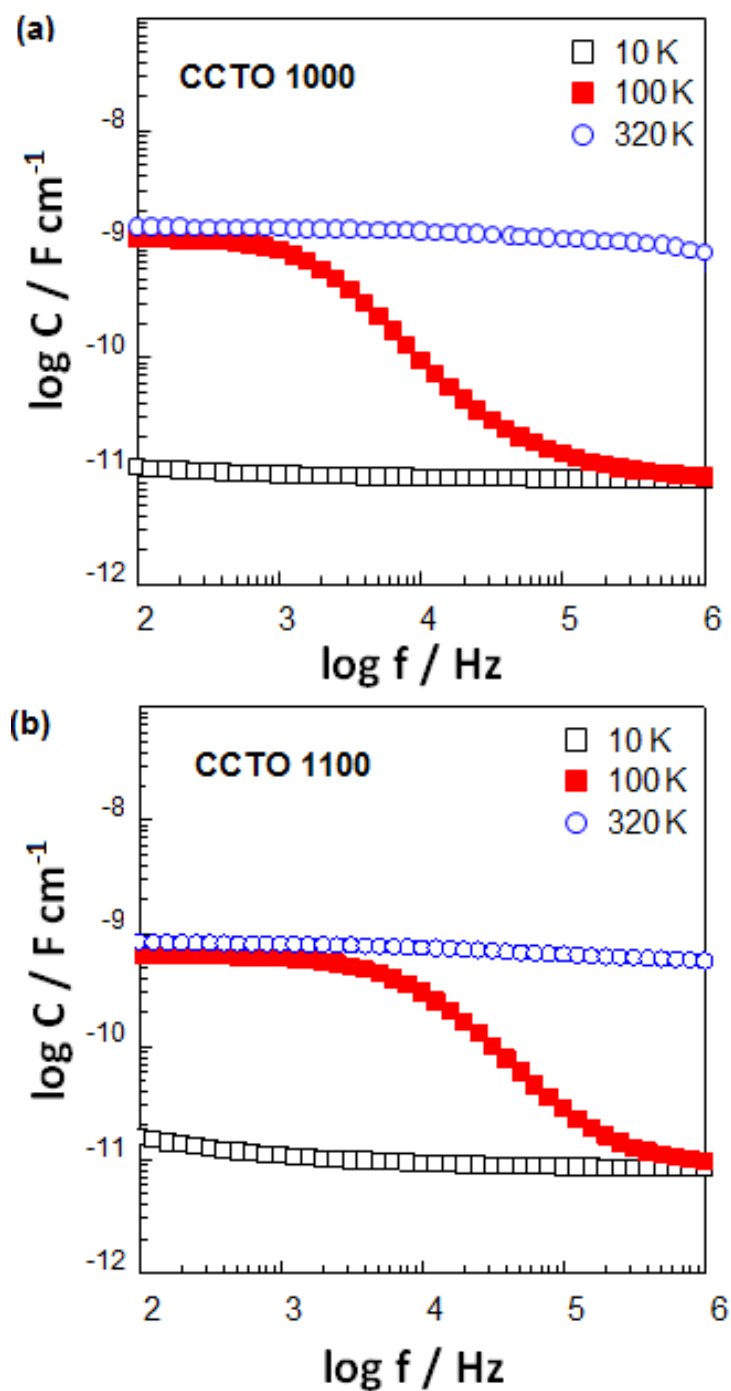 (a)
CCTO 1000
10 K
100 K
320 K
-8
-9
-10
-11
-12
log C / F cm⁻¹
2 3 4 5 6
log f / Hz
(b)
CCTO 1100
10 K
100 K
320 K
-8
-9
-10
-11
-12
log C / F cm⁻¹
2 3 4 5 6
log f / Hz